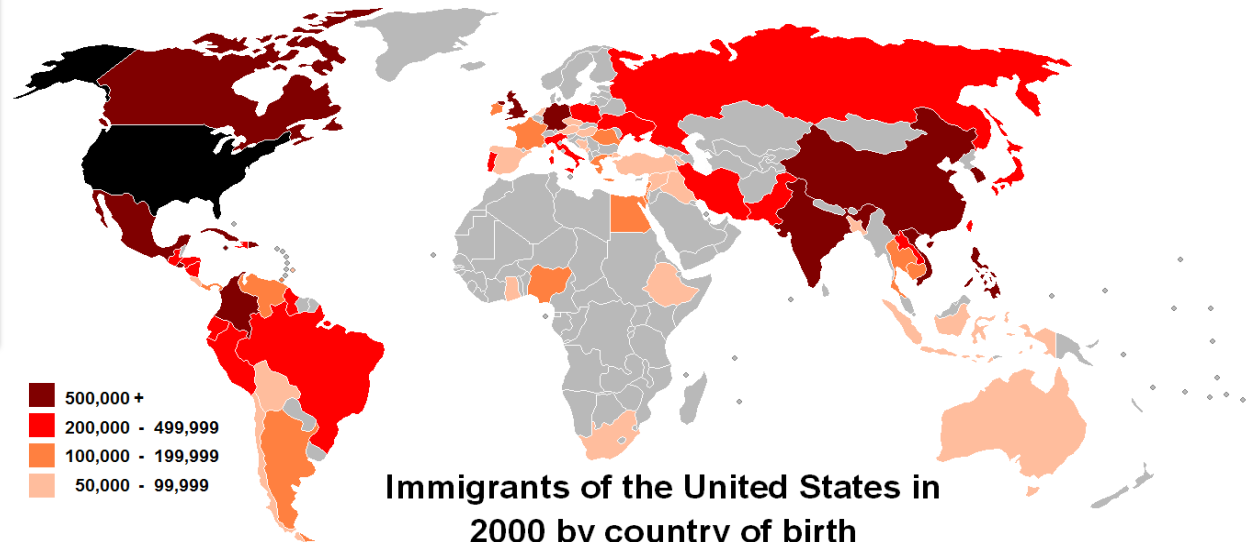 500,000 +
200,000 - 499,999
100,000 - 199,999
50,000 - 99,999
Immigrants of the United States in
2000 by country of birth